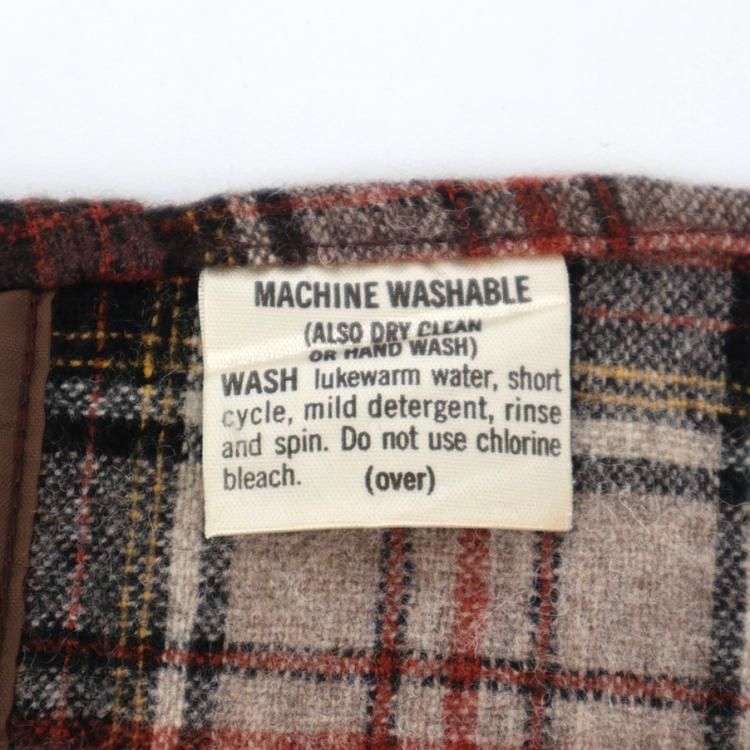 MACHINE WASHABLE
(ALSO DRY CLEAN
OR HAND WASH)
WASH lukewarm water, short
cycle, mild detergent, rinse
and spin. Do not use chlorine
bleach. (over)